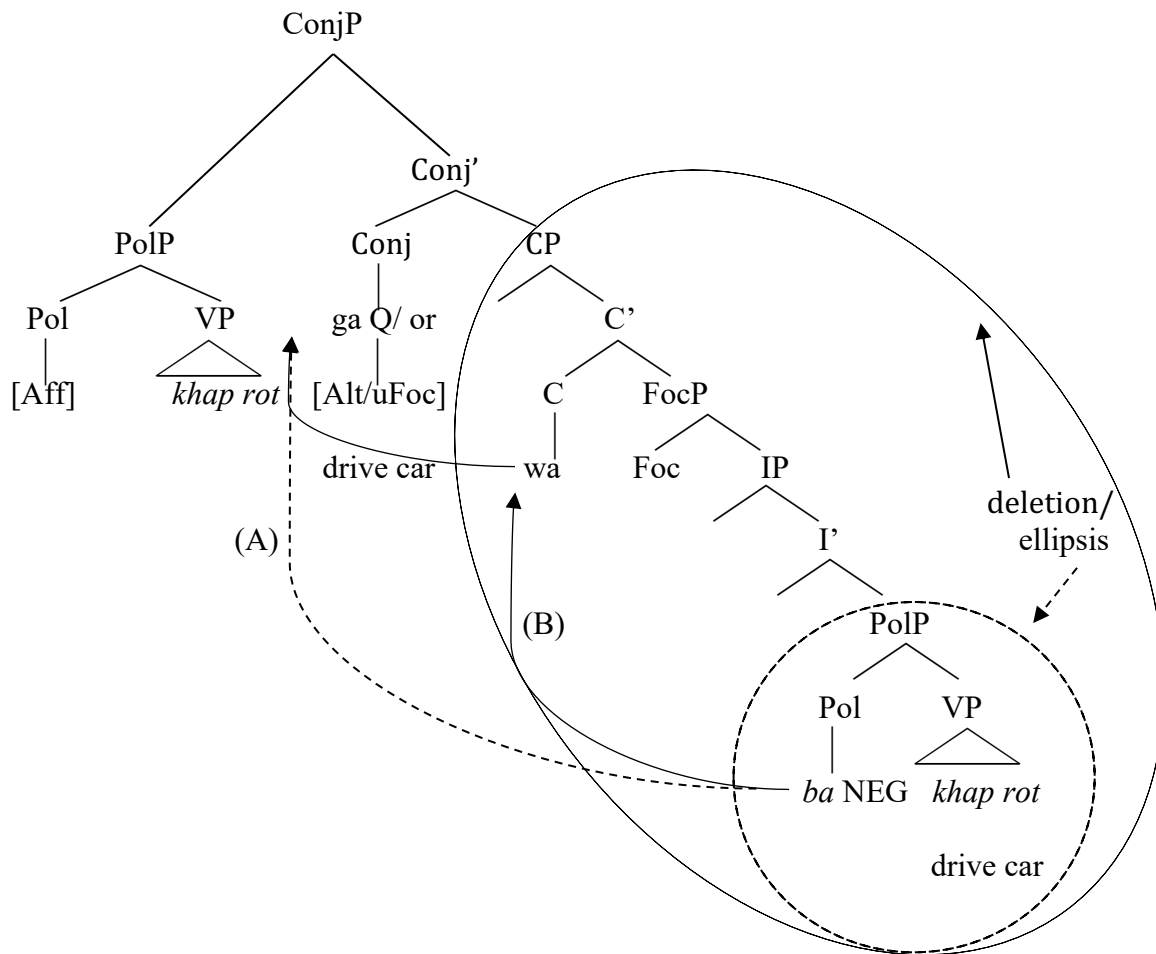 ConjP
Conj'
PolP Conj CP
Pol VP ga Q/ or C’
[Aff] khap rot [Alt/uFoc] C FocP
drive car wa Foc IP
deletion/
(A) I’ ellipsis
(B) PolP
Pol VP
ba NEG khap rot
drive car